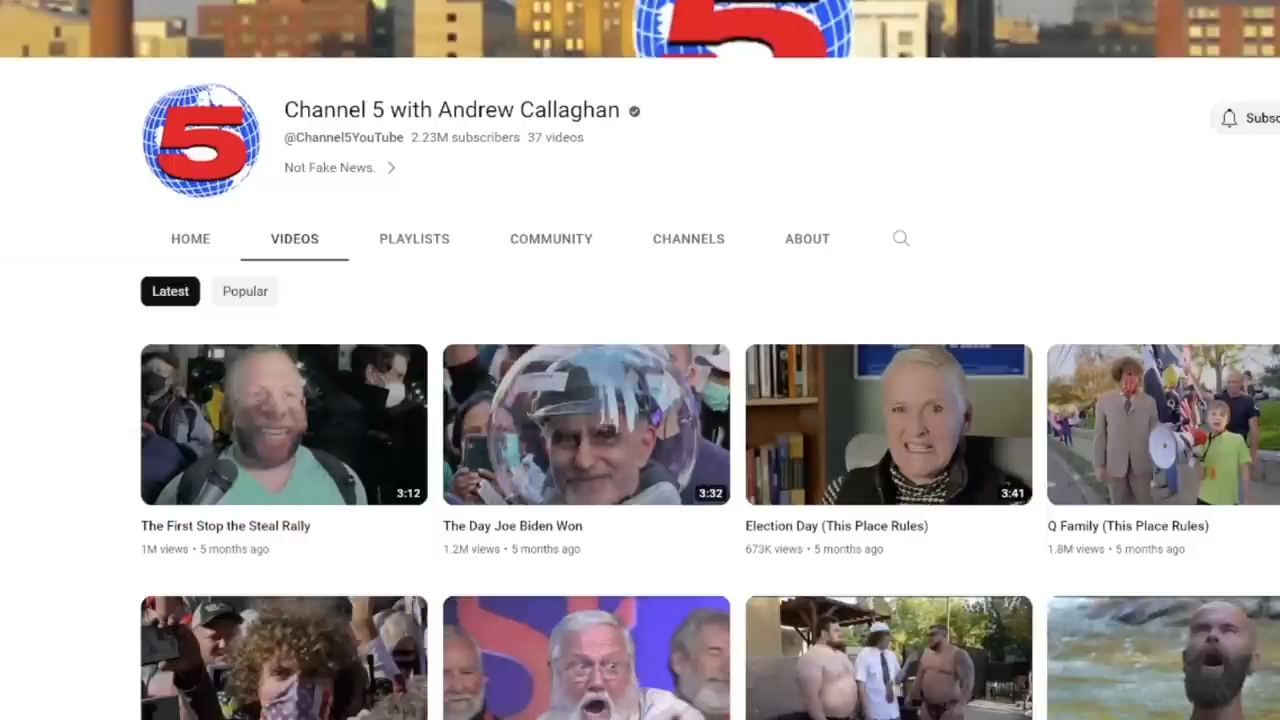 5
5
Channel 5 with Andrew Callaghan
@Channel5YouTube 2.23M subscribers 37 videos
Not Fake News.
Subsc
HOME VIDEOS PLAYLISTS COMMUNITY CHANNELS ABOUT
Latest Popular
3:12 3:32 3:41
The First Stop the Steal Rally The Day Joe Biden Won Election Day (This Place Rules) Q Family (This Place Rules)
1M views • 5 months ago 1.2M views • 5 months ago 673K views • 5 months ago 1.8M views • 5 months ago